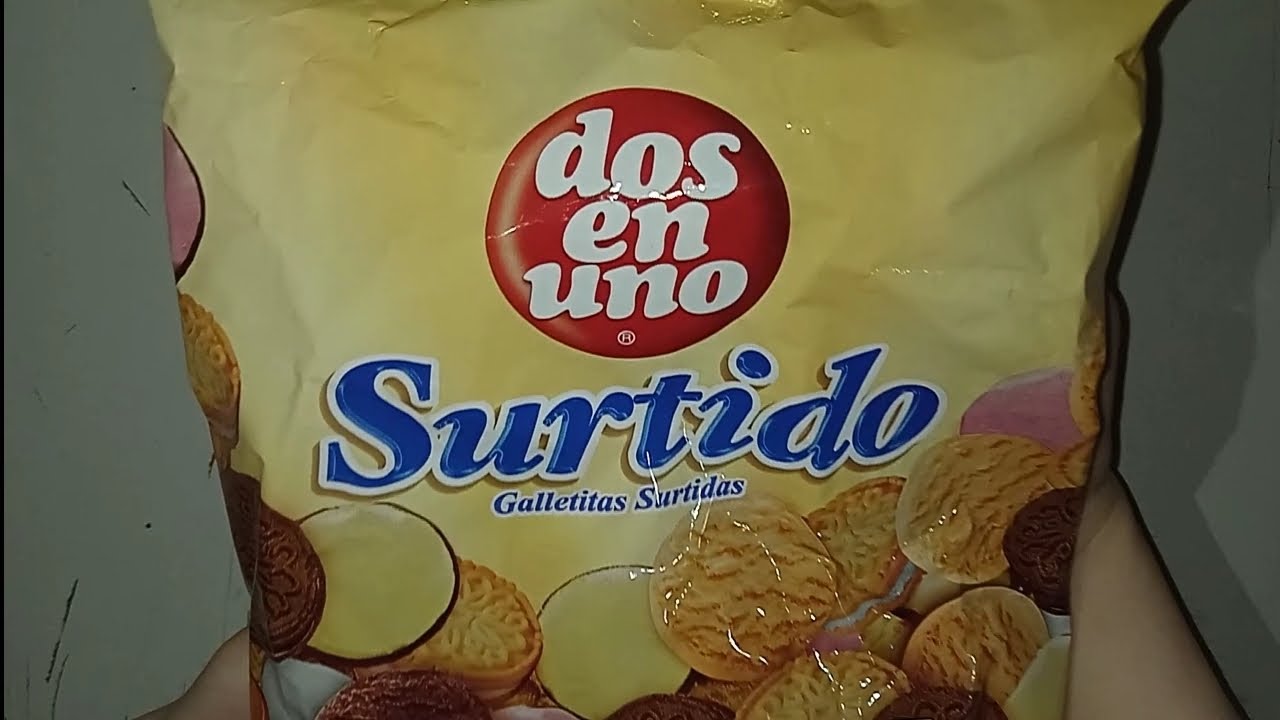 dos
en
uno
®
Surtido
Galletitas Surtidas